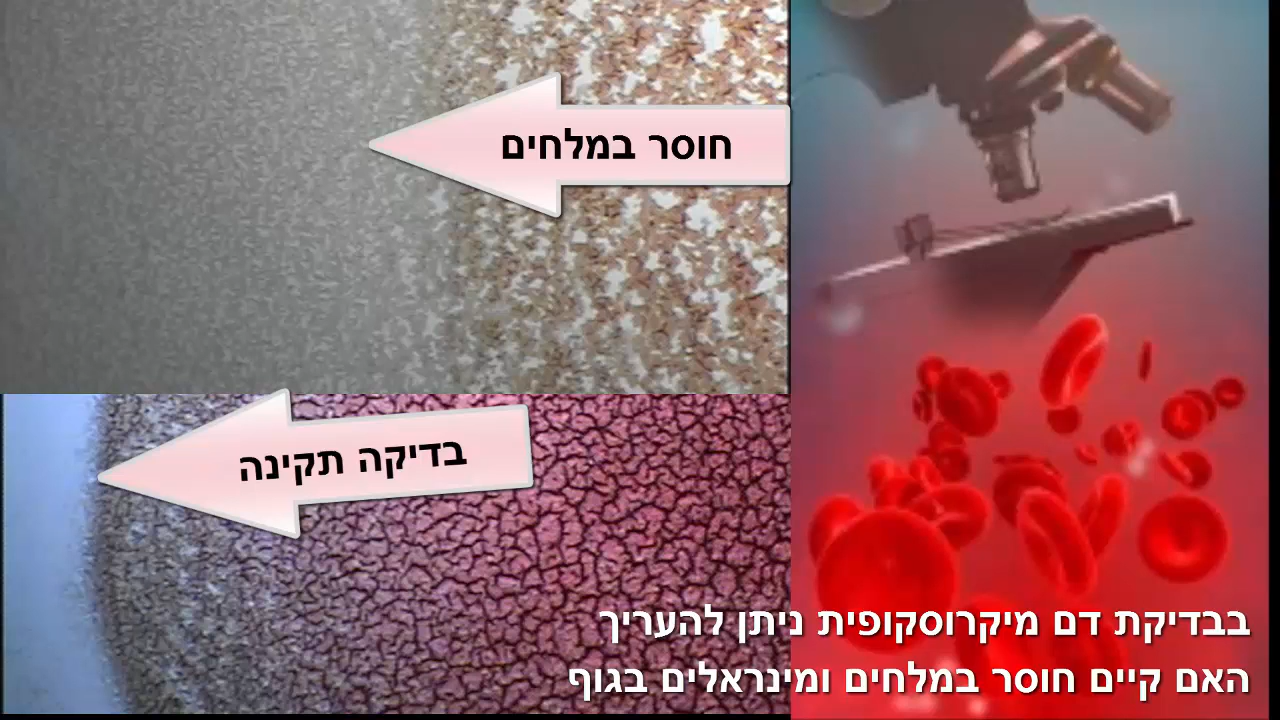 חוסר במלחים
בדיקה תקינה
בבדיקת דם מיקרוסקופית ניתן להעריך
האם קיים חוסר במלחים ומינראלים בגוף